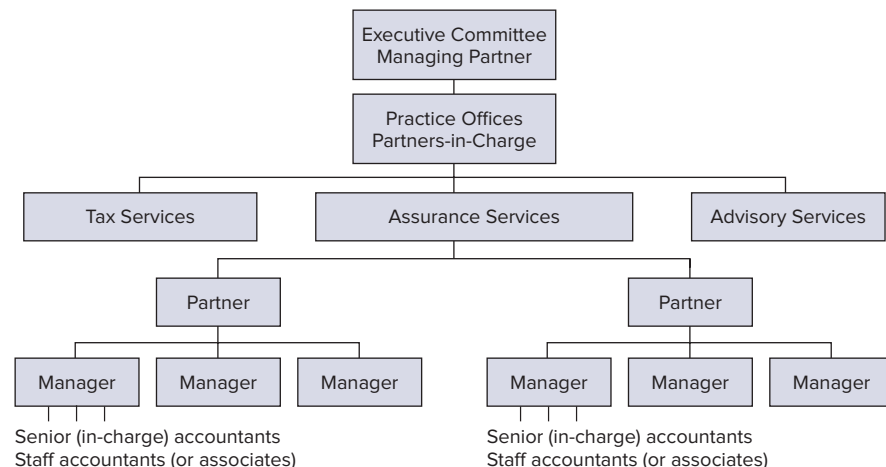 Executive Committee
Managing Partner
Practice Offices
Partners-in-Charge
Tax Services
Assurance Services
Advisory Services
Partner
Partner
Manager
Manager
Manager
Manager
Manager
Manager
Senior (in-charge) accountants
Staff accountants (or associates)
Senior (in-charge) accountants
Staff accountants (or associates)